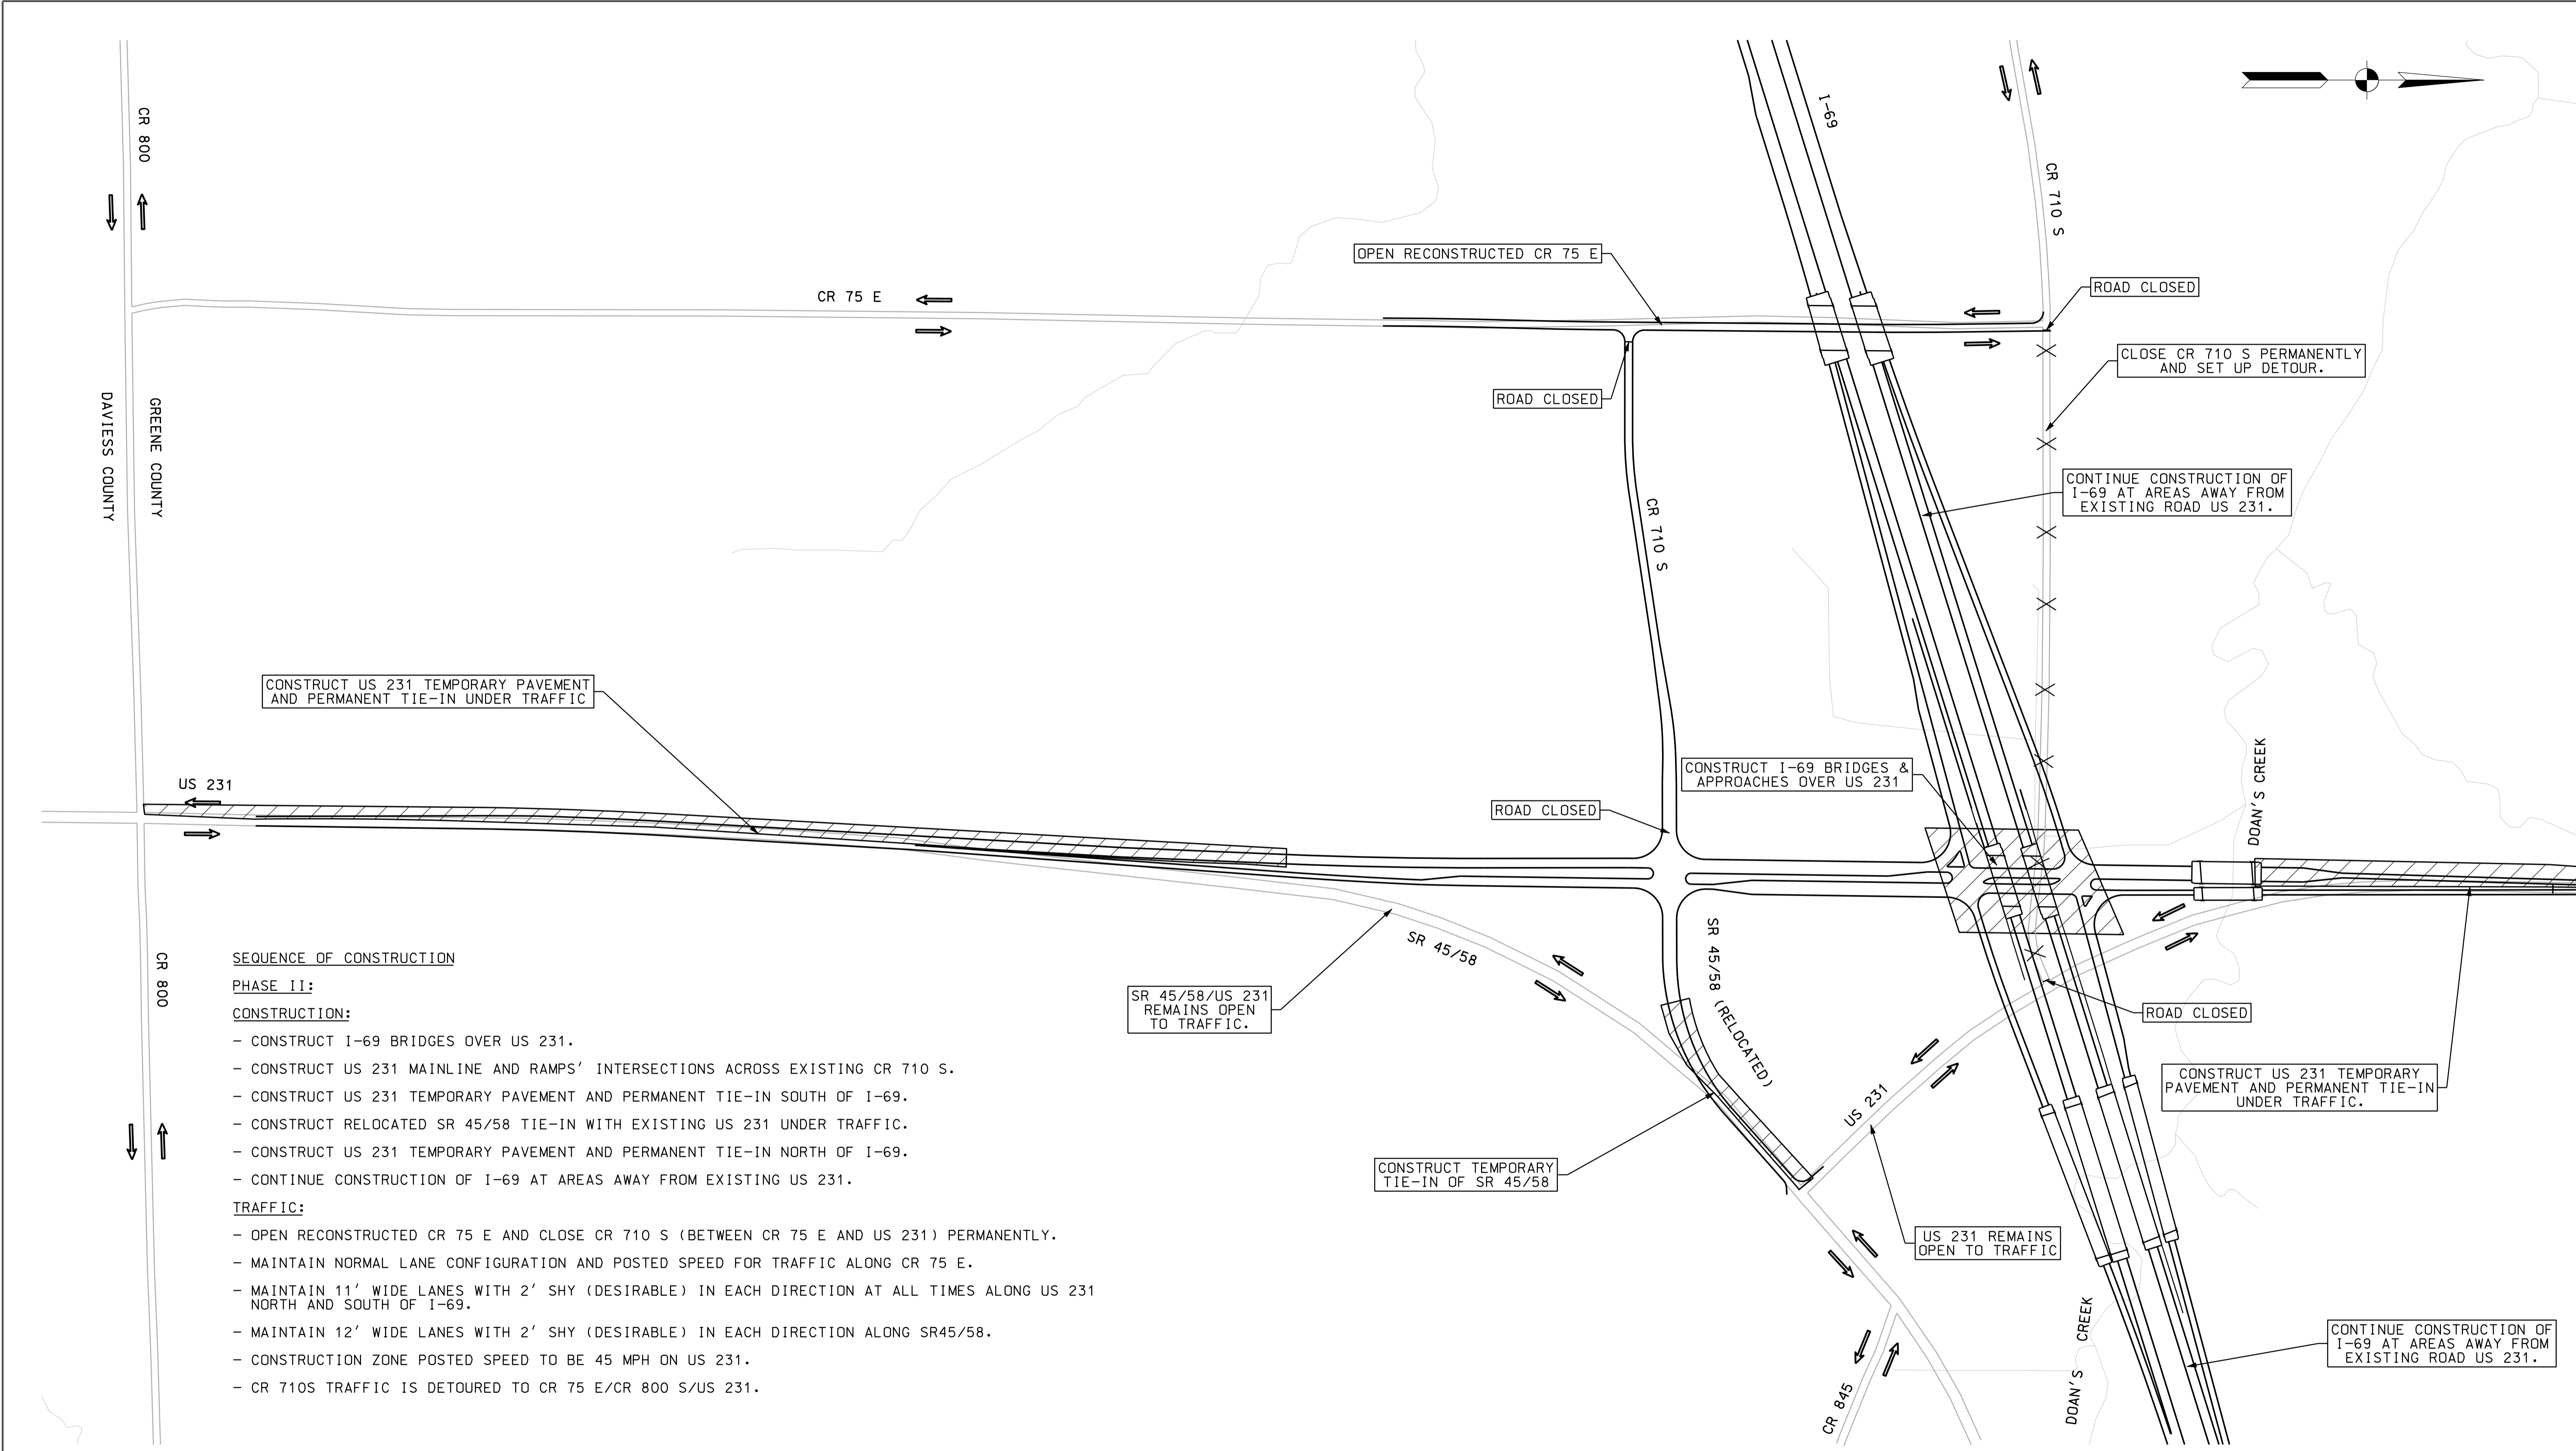 CR 800
I-69
CR 710 S
OPEN RECONSTRUCTED CR 75 E
CR 75 E
ROAD CLOSED
CLOSE CR 710 S PERMANENTLY
AND SET UP DETOUR.
ROAD CLOSED
DAVIESS COUNTY
GREENE COUNTY
CONTINUE CONSTRUCTION OF
I-69 AT AREAS AWAY FROM
EXISTING ROAD US 231.
CR 710 S
CONSTRUCT US 231 TEMPORARY PAVEMENT
AND PERMANENT TIE-IN UNDER TRAFFIC
US 231
CONSTRUCT I-69 BRIDGES &
APPROACHES OVER US 231
ROAD CLOSED
DOAN'S CREEK
CR 800
SR 45/58
SR 45/58 (RELOCATED)
SR 45/58/US 231
REMAINS OPEN
TO TRAFFIC.
ROAD CLOSED
CONSTRUCT US 231 TEMPORARY
PAVEMENT AND PERMANENT TIE-IN
UNDER TRAFFIC.
US 231
CONSTRUCT TEMPORARY
TIE-IN OF SR 45/58
US 231 REMAINS
OPEN TO TRAFFIC
DOAN'S CREEK
CR 845
CONTINUE CONSTRUCTION OF
I-69 AT AREAS AWAY FROM
EXISTING ROAD US 231.
SEQUENCE OF CONSTRUCTION
PHASE II:
CONSTRUCTION:
- CONSTRUCT I-69 BRIDGES OVER US 231.
- CONSTRUCT US 231 MAINLINE AND RAMPS' INTERSECTIONS ACROSS EXISTING CR 710 S.
- CONSTRUCT US 231 TEMPORARY PAVEMENT AND PERMANENT TIE-IN SOUTH OF I-69.
- CONSTRUCT RELOCATED SR 45/58 TIE-IN WITH EXISTING US 231 UNDER TRAFFIC.
- CONSTRUCT US 231 TEMPORARY PAVEMENT AND PERMANENT TIE-IN NORTH OF I-69.
- CONTINUE CONSTRUCTION OF I-69 AT AREAS AWAY FROM EXISTING US 231.
TRAFFIC:
- OPEN RECONSTRUCTED CR 75 E AND CLOSE CR 710 S (BETWEEN CR 75 E AND US 231) PERMANENTLY.
- MAINTAIN NORMAL LANE CONFIGURATION AND POSTED SPEED FOR TRAFFIC ALONG CR 75 E.
- MAINTAIN 11' WIDE LANES WITH 2' SHY (DESIRABLE) IN EACH DIRECTION AT ALL TIMES ALONG US 231
NORTH AND SOUTH OF I-69.
- MAINTAIN 12' WIDE LANES WITH 2' SHY (DESIRABLE) IN EACH DIRECTION ALONG SR45/58.
- CONSTRUCTION ZONE POSTED SPEED TO BE 45 MPH ON US 231.
- CR 710S TRAFFIC IS DETOURED TO CR 75 E/CR 800 S/US 231.